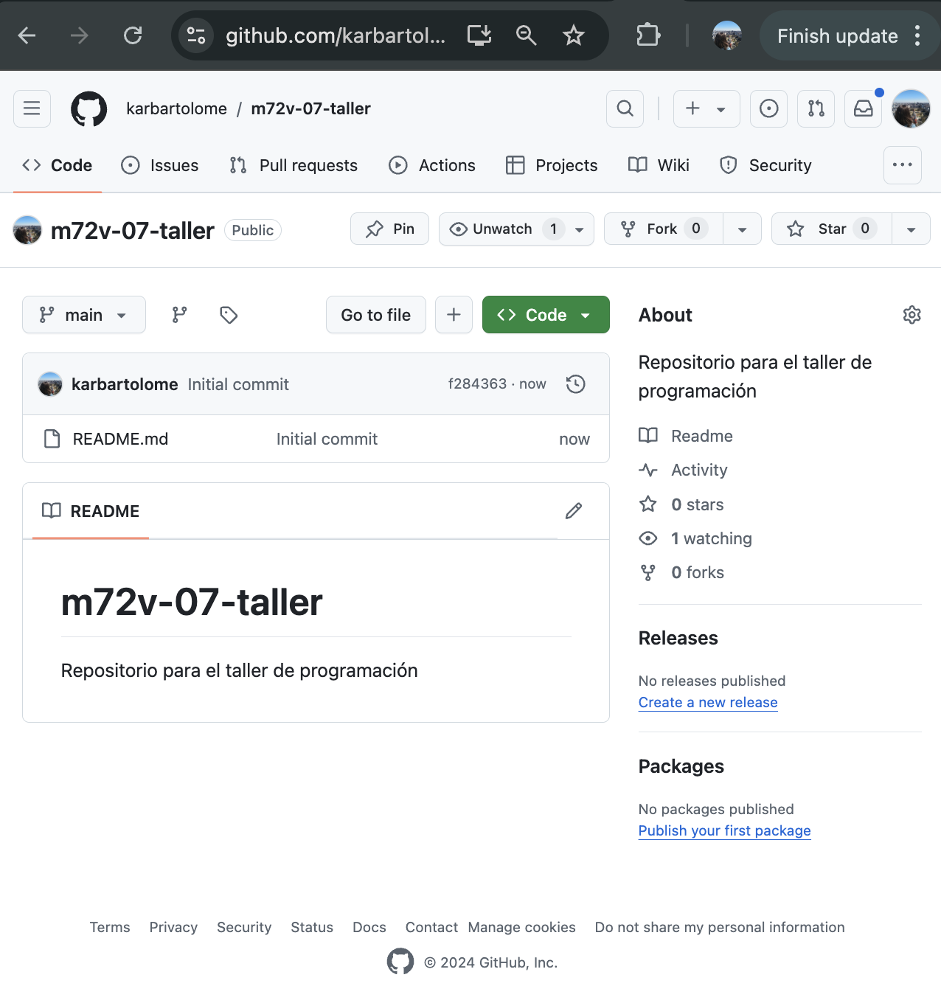 github.com/karbartol...
Finish update
karbartolome / m72v-07-taller
Code Issues Pull requests Actions Projects Wiki Security
m72v-07-taller Public Pin Unwatch 1 Fork 0 Star 0
main Go to file Code
karbartolome Initial commit f284363 · now
README.md Initial commit now
README
m72v-07-taller
Repositorio para el taller de programación
About
Repositorio para el taller de
programación
Readme
Activity
0 stars
1 watching
0 forks
Releases
No releases published
Create a new release
Packages
No packages published
Publish your first package
Terms Privacy Security Status Docs Contact Manage cookies Do not share my personal information
© 2024 GitHub, Inc.